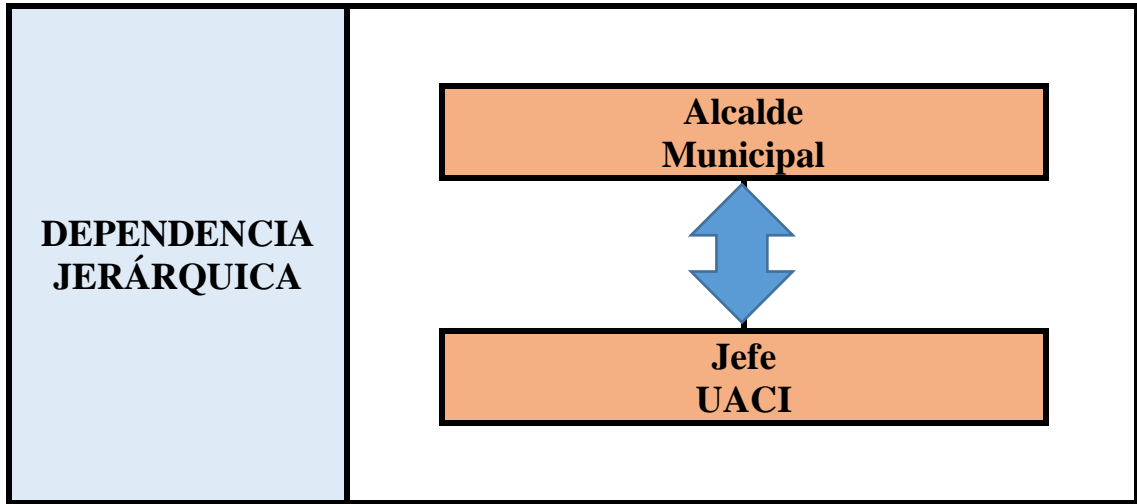 DEPENDENCIA
JERÁRQUICA
Alcalde
Municipal
Jefe
UACI